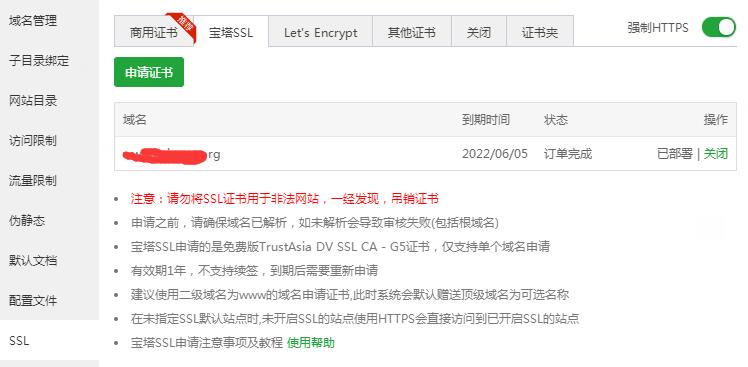 域名管理
子目录绑定
网站目录
访问限制
流量限制
伪静态
默认文档
配置文件
SSL
商用证书
推荐
宝塔SSL
Let's Encrypt
其他证书
关闭
证书夹
强制HTTPS
申请证书
域名 到期时间 状态 操作
rg 2022/06/05 订单完成 已部署 | 关闭
注意：请勿将SSL证书用于非法网站，一经发现，吊销证书
申请之前，请确保域名已解析，如未解析会导致审核失败(包括根域名)
宝塔SSL申请的是免费版TrustAsia DV SSL CA - G5证书，仅支持单个域名申请
有效期1年，不支持续签，到期后需要重新申请
建议使用二级域名为www的域名申请证书,此时系统会默认赠送顶级域名为可选名称
在未指定SSL默认站点时,未开启SSL的站点使用HTTPS会直接访问到已开启SSL的站点
宝塔SSL申请注意事项及教程 使用帮助